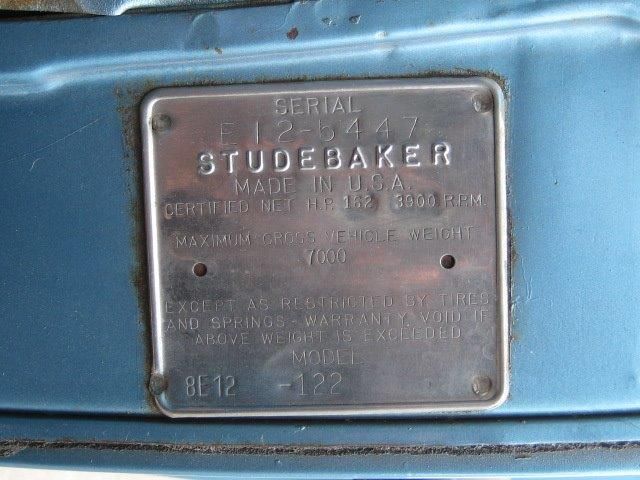 SERIAL
E12-5447
STUDEBAKER
MADE IN U.S.A.
CERTIFIED NET H.P. 162 3900 R.P.M.
MAXIMUM GROSS VEHICLE WEIGHT
7000
EXCEPT AS RESTRICTED BY TIRES
AND SPRINGS - WARRANTY VOID IF
ABOVE WEIGHT IS EXCEEDED
MODEL
8E12 -122